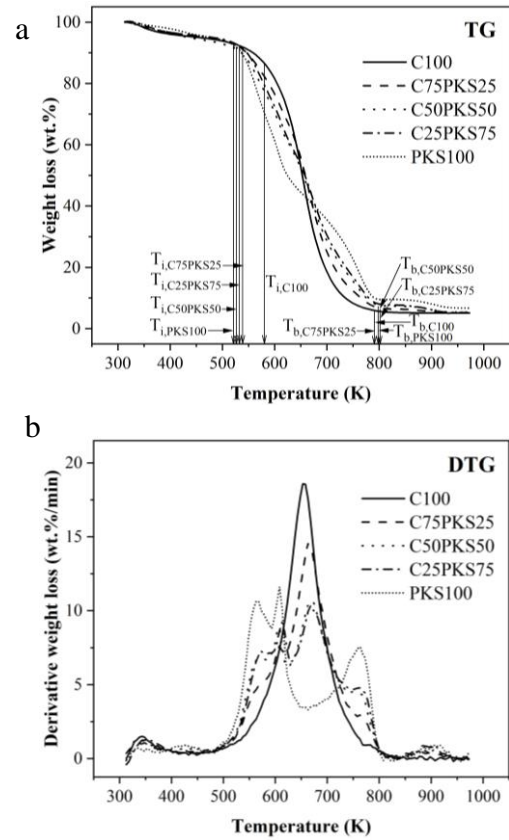 a
TG
C100
C75PKS25
C50PKS50
C25PKS75
PKS100
Weight loss (wt.%)
100
80
60
40
20
0
T_i,C75PKS25
T_i,C25PKS75
T_i,C50PKS50
T_i,PKS100
T_i,C100
T_b,C75PKS25
T_b,C50PKS50
T_b,C25PKS75
T_b,C100
T_b,PKS100
300 400 500 600 700 800 900 1000
Temperature (K)
b
DTG
C100
C75PKS25
C50PKS50
C25PKS75
PKS100
Derivative weight loss (wt.%/min)
20
15
10
5
0
300 400 500 600 700 800 900 1000
Temperature (K)